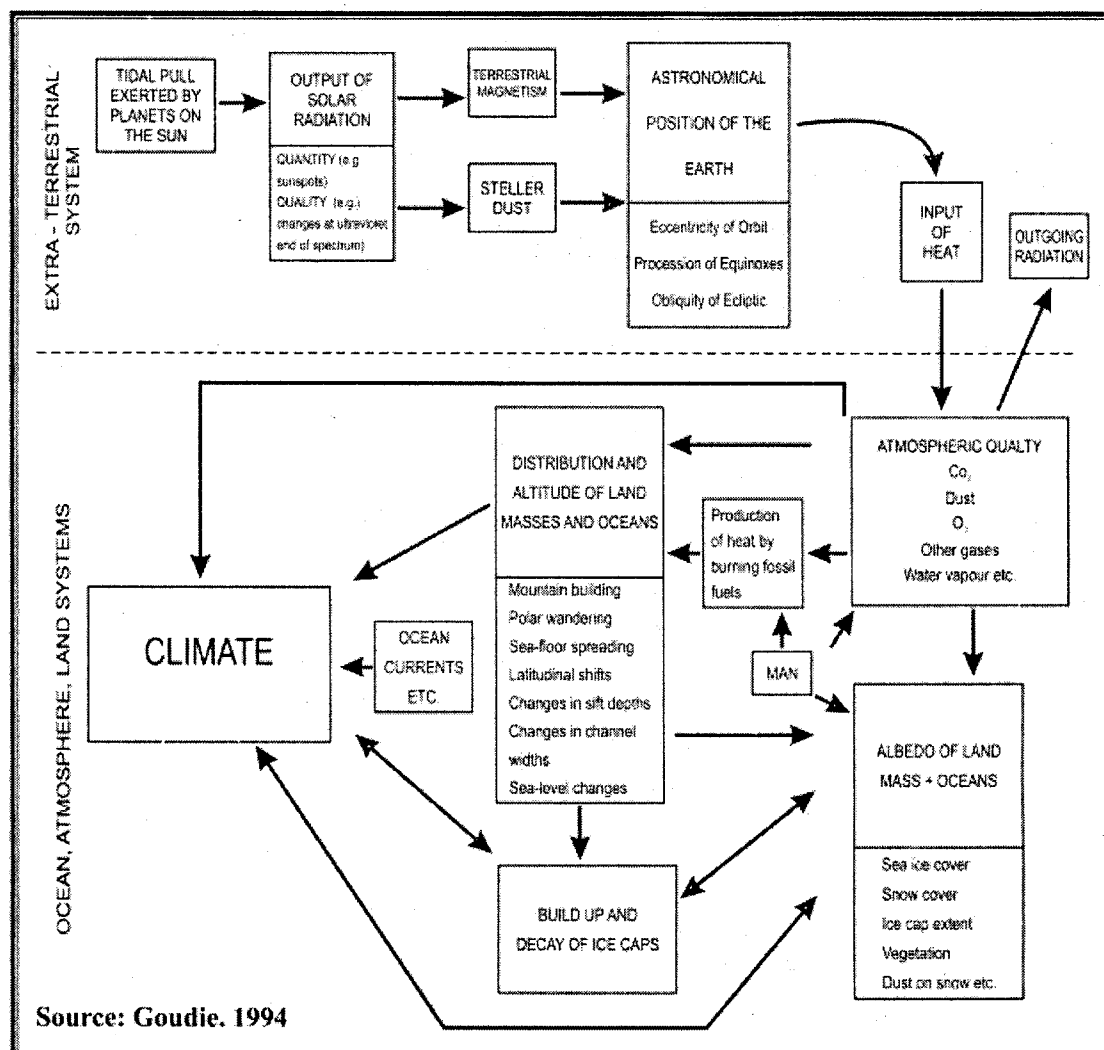 EXTRA - TERRESTRIAL
SYSTEM
TIDAL PULL
EXERTED BY
PLANETS ON
THE SUN
OUTPUT OF
SOLAR
RADIATION
QUANTITY (e.g
sunspots)
QUALITY (e.g.)
changes at ultreviolet
end of spectrum)
TERRESTRIAL
MAGNETISM
STELLER
DUST
ASTRONOMICAL
POSITION OF THE
EARTH
Eccentricity of Orbit
Procession of Equinoxes
Obliquity of Ecliptic
INPUT
OF
HEAT
OUTGOING
RADIATION
OCEAN, ATMOSPHERE, LAND SYSTEMS
DISTRIBUTION AND
ALTITUDE OF LAND
MASSES AND OCEANS
Mountain building
Polar wandering
Sea-floor spreading
Latitudinal shifts
Changes in sift depths
Changes in channel
widths
Sea-level changes
Production
of heat by
burning fossil
fuels
ATMOSPHERIC QUALTY
Co₂
Dust
O₂
Other gases
Water vapour etc.
CLIMATE
OCEAN
CURRENTS
ETC.
MAN
ALBEDO OF LAND
MASS + OCEANS
Sea ice cover
Snow cover
Ice cap extent
Vegetation
Dust on snow etc.
BUILD UP AND
DECAY OF ICE CAPS
Source: Goudie. 1994